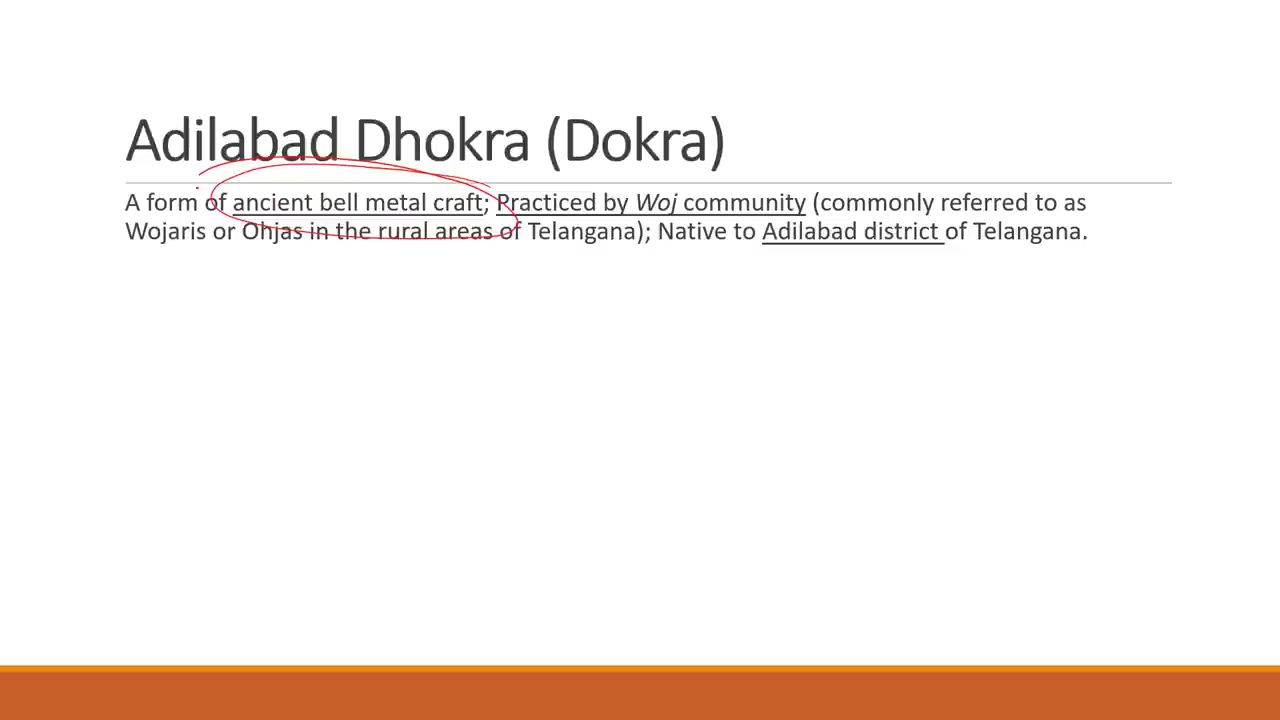 Adilabad Dhokra (Dokra)
A form of ancient bell metal craft; Practiced by Woj community (commonly referred to as
Wojaris or Ohjas in the rural areas of Telangana); Native to Adilabad district of Telangana.